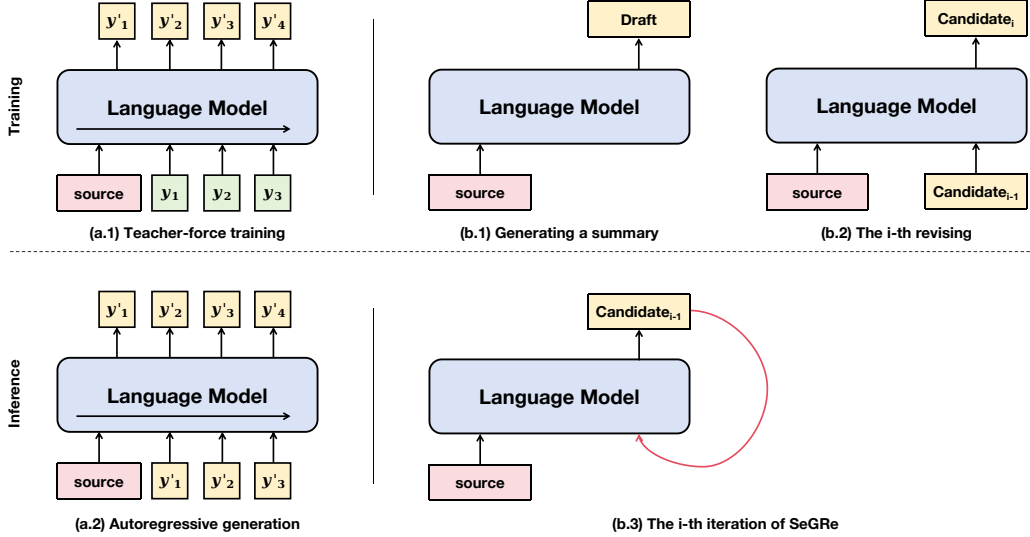 Training
y'1 y'2 y'3 y'4
Language Model
source y1 y2 y3
(a.1) Teacher-force training
Draft
Language Model
source
(b.1) Generating a summary
Candidatei
Language Model
source Candidatei-1
(b.2) The i-th revising
Inference
y'1 y'2 y'3 y'4
Language Model
source y'1 y'2 y'3
(a.2) Autoregressive generation
Candidatei-1
Language Model
source
(b.3) The i-th iteration of SeGRe